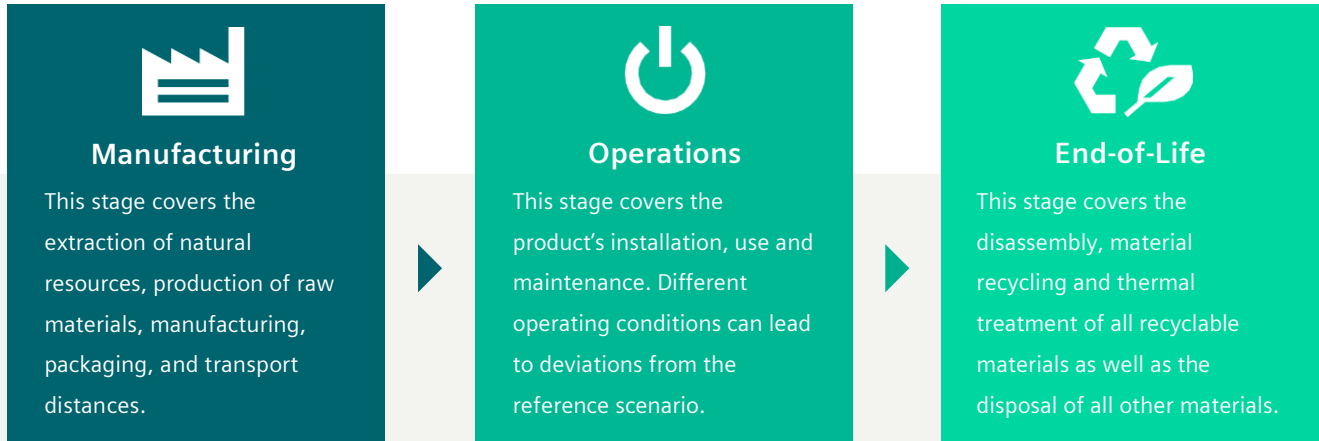 Manufacturing
This stage covers the
extraction of natural
resources, production of raw
materials, manufacturing,
packaging, and transport
distances.
Operations
This stage covers the
product’s installation, use and
maintenance. Different
operating conditions can lead
to deviations from the
reference scenario.
End-of-Life
This stage covers the
disassembly, material
recycling and thermal
treatment of all recyclable
materials as well as the
disposal of all other materials.